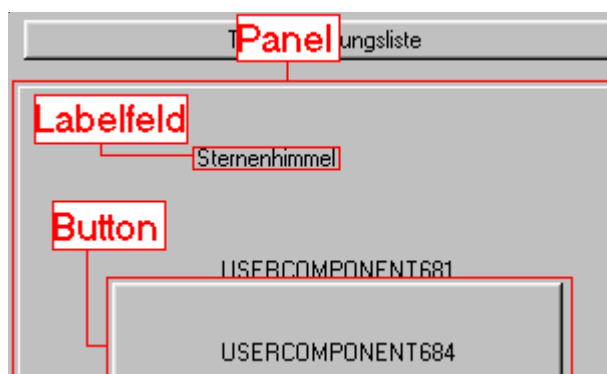 Panel
ungsliste
Labelfeld
Sternenhimmel
Button
USERCOMPONENT681
USERCOMPONENT684